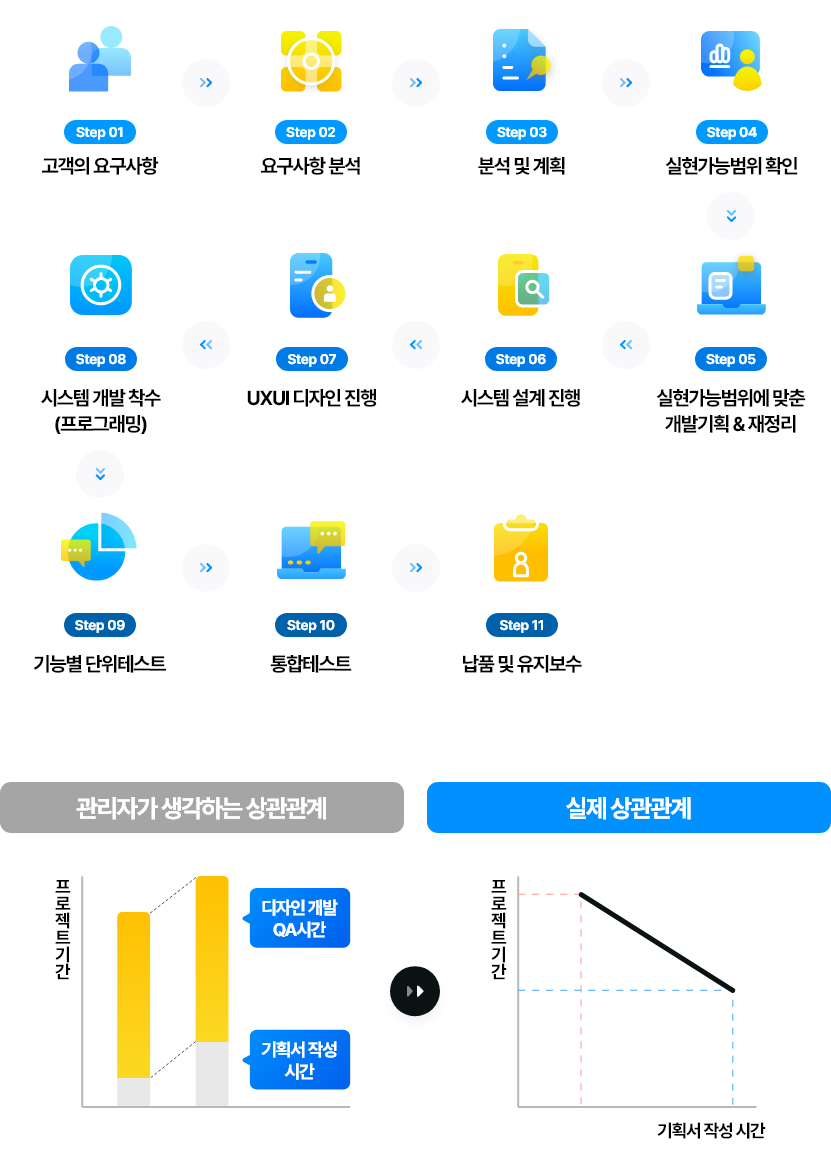 Step 01
고객의 요구사항
Step 02
요구사항 분석
Step 03
분석 및 계획
Step 04
실현가능범위 확인
Step 05
실현가능범위에 맞춘
개발기획 & 재정리
Step 06
시스템 설계 진행
Step 07
UXUI 디자인 진행
Step 08
시스템 개발 착수
(프로그래밍)
Step 09
기능별 단위테스트
Step 10
통합테스트
Step 11
납품 및 유지보수
관리자가 생각하는 상관관계
프로젝트기간
디자인 개발
QA시간
기획서 작성
시간
실제 상관관계
프로젝트기간
기획서 작성 시간